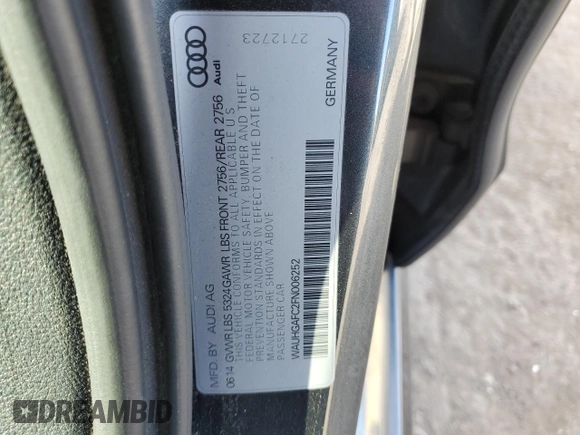 MFD. BY AUDI AG
06 14 GVWR LBS 5324 GAWR LBS FRONT 2756/REAR 2756
THIS VEHICLE CONFORMS TO ALL APPLICABLE U S
FEDERAL MOTOR VEHICLE SAFETY, BUMPER AND THEFT
PREVENTION STANDARDS IN EFFECT ON THE DATE OF
MANUFACTURE SHOWN ABOVE
PASSENGER CAR
WAUHGAFC2FN006252
GERMANY
Audi
2712723
DREAMBID